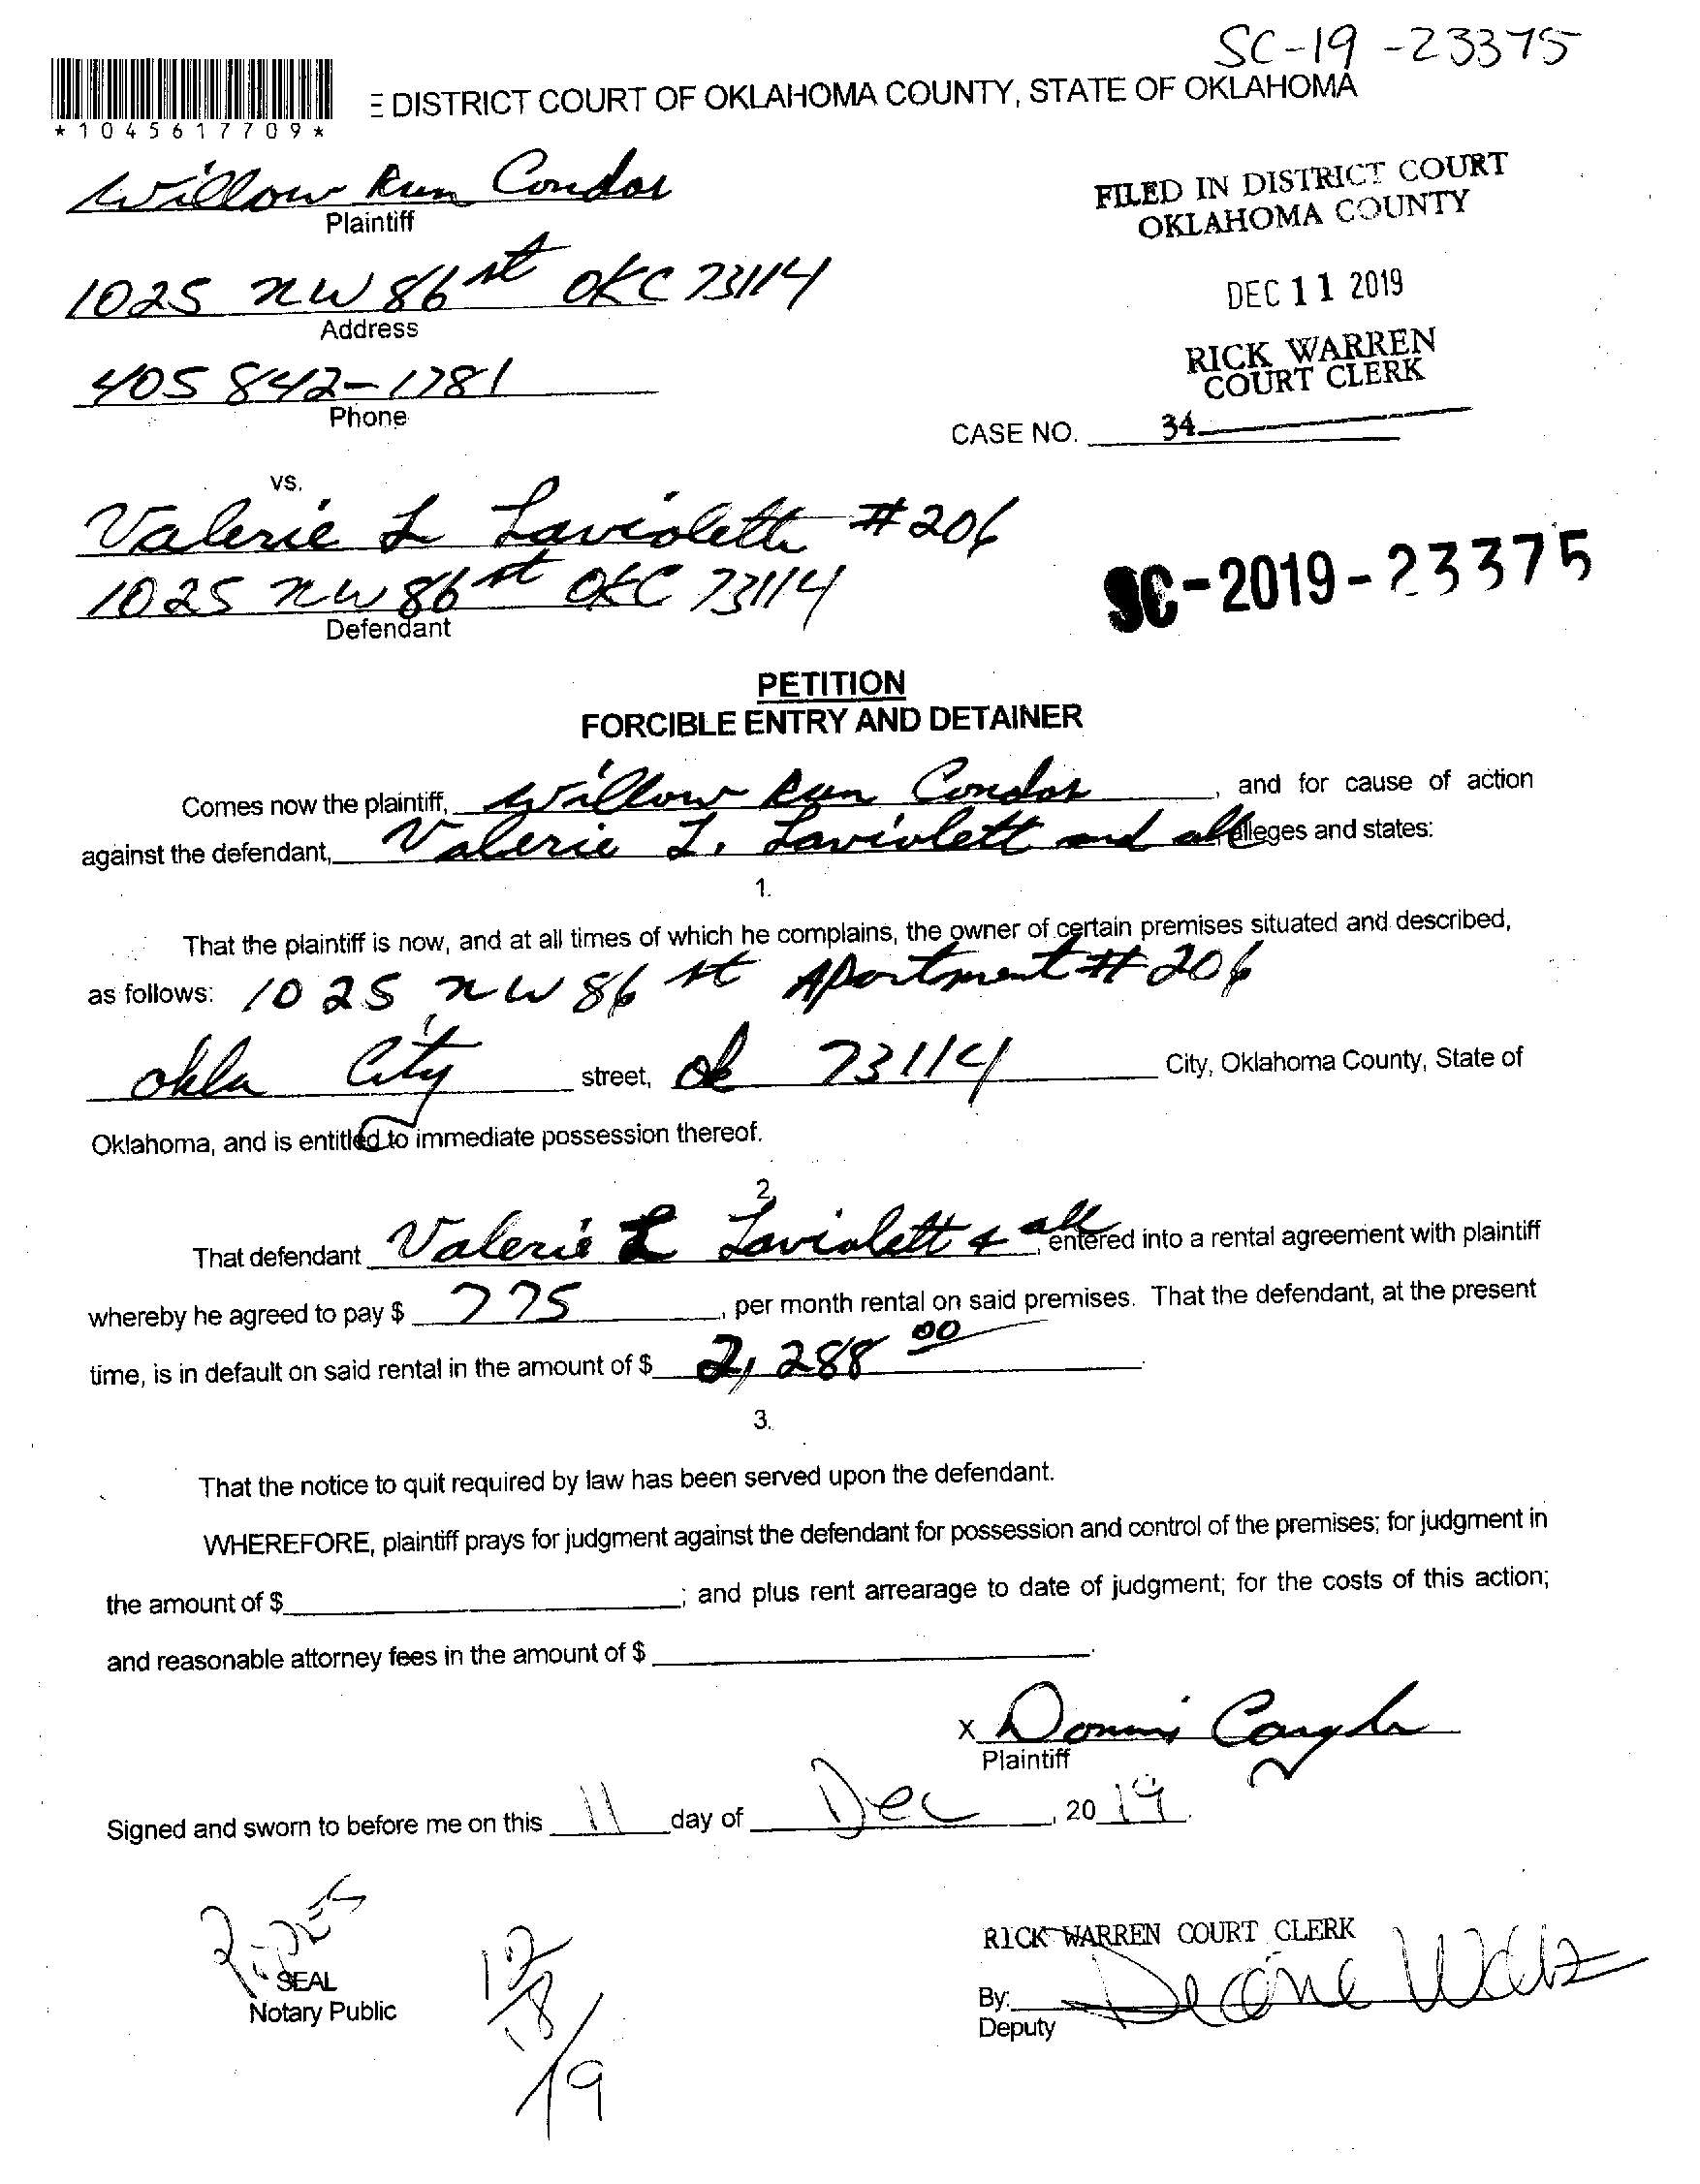 SC-19-23375
*1045617709*
E DISTRICT COURT OF OKLAHOMA COUNTY, STATE OF OKLAHOMA
Willow Run Condos
Plaintiff
FILED IN DISTRICT COURT
OKLAHOMA COUNTY
1025 NW 86 st OKC 73114
Address
DEC 11 2019
RICK WARREN
COURT CLERK
405 842-1781
Phone
CASE NO. 34
vs.
Valerie L Laviolett #206
1025 NW 86 st OKC 73114
Defendant
SC-2019-23375
PETITION
FORCIBLE ENTRY AND DETAINER
Comes now the plaintiff, Willow Run Condos, and for cause of action
against the defendant, Valerie L. Laviolett and all alleges and states:
1.
That the plaintiff is now, and at all times of which he complains, the owner of certain premises situated and described,
as follows: 1025 NW 86 st Apartment #206
Okla City street, Ok 73114 City, Oklahoma County, State of
Oklahoma, and is entitled to immediate possession thereof.
2.
That defendant Valerie L Laviolett & all, entered into a rental agreement with plaintiff
whereby he agreed to pay $ 775, per month rental on said premises. That the defendant, at the present
time, is in default on said rental in the amount of $ 2,288 00
3.
That the notice to quit required by law has been served upon the defendant.
WHEREFORE, plaintiff prays for judgment against the defendant for possession and control of the premises; for judgment in
the amount of $ ; and plus rent arrearage to date of judgment; for the costs of this action;
and reasonable attorney fees in the amount of $ .
X
Plaintiff
Signed and sworn to before me on this 11 day of Dec, 2019.
SEAL
Notary Public
12/18/19
RICK WARREN COURT CLERK
By:
Deputy